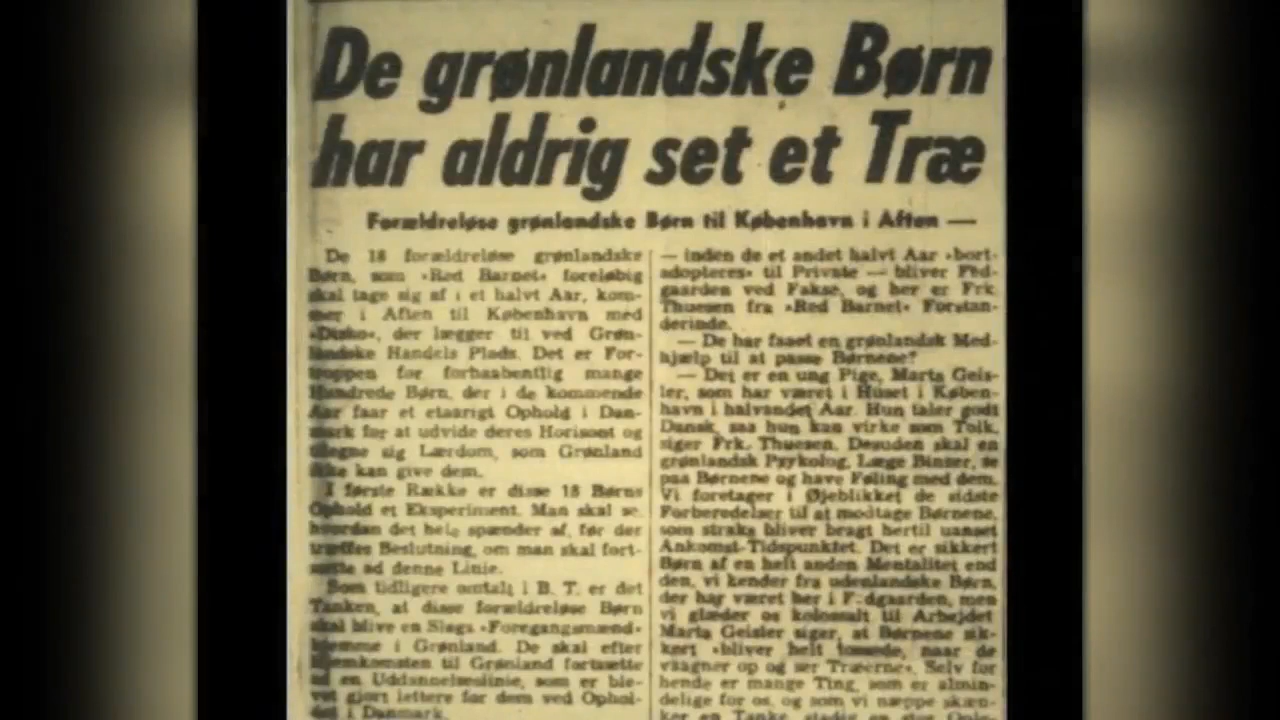 De grønlandske Børn
har aldrig set et Træ
Forældreløse grønlandske Børn til København i Aften —
De 18 forældreløse grønlandske
Børn, som »Red Barnet« foreløbig
skal tage sig af i et halvt Aar, kom-
mer i Aften til København med
»Disko«, der lægger til ved Grøn-
landske Handels Plads. Det er For-
troppen for forhaabentlig mange
Hundrede Børn, der i de kommende
Aar faar et etaarigt Ophold i Dan-
mark for at udvide deres Horisont og
tilegne sig Lærdom, som Grønland
ikke kan give dem.
I første Række er disse 18 Børns
Ophold et Eksperiment. Man skal se,
hvordan det hele spænder af, før der
træffes Beslutning, om man skal fort-
sætte ad denne Linie.
Som tidligere omtalt i B. T. er det
Tanken, at disse forældreløse Børn
skal blive en Slags »Foregangsmænd«
hjemme i Grønland. De skal efter
Hjemkomsten til Grønland fortsætte
ad en Uddannelseslinie, som er ble-
vet gjort lettere for dem ved Ophol-
det i Danmark.
— inden de et andet halvt Aar »bort-
adopteres« til Private — bliver Fed-
gaarden ved Fakse, og her er Frk.
Thuesen fra »Red Barnet« Forstan-
derinde.
— De har faaet en grønlandsk Med-
hjælp til at passe Børnene?
— Det er en ung Pige, Marta Geis-
ler, som har været i Huset i Køben-
havn i halvandet Aar. Hun taler godt
Dansk, saa hun kan virke som Tolk,
siger Frk. Thuesen. Desuden skal en
grønlandsk Psykolog, Læge Binser, se
paa Børnene og have Føling med dem.
Vi foretager i Øjeblikket de sidste
Forberedelser til at modtage Børnene,
som straks bliver bragt hertil uanset
Ankomst-Tidspunktet. Det er sikkert
Børn af en helt anden Mentalitet end
den, vi kender fra udenlandske Børn,
der har været her i F dgaarden, men
vi glæder os kolossalt til Arbejdet.
Marta Geisler siger, at Børnene sik-
kert »bliver helt tossede, naar de
vaagner op og ser Træerne«. Selv for
hende er mange Ting, som er almin-
delige for os, og som vi næppe skæn-
ker en Tanke, stadig en stor Ople-